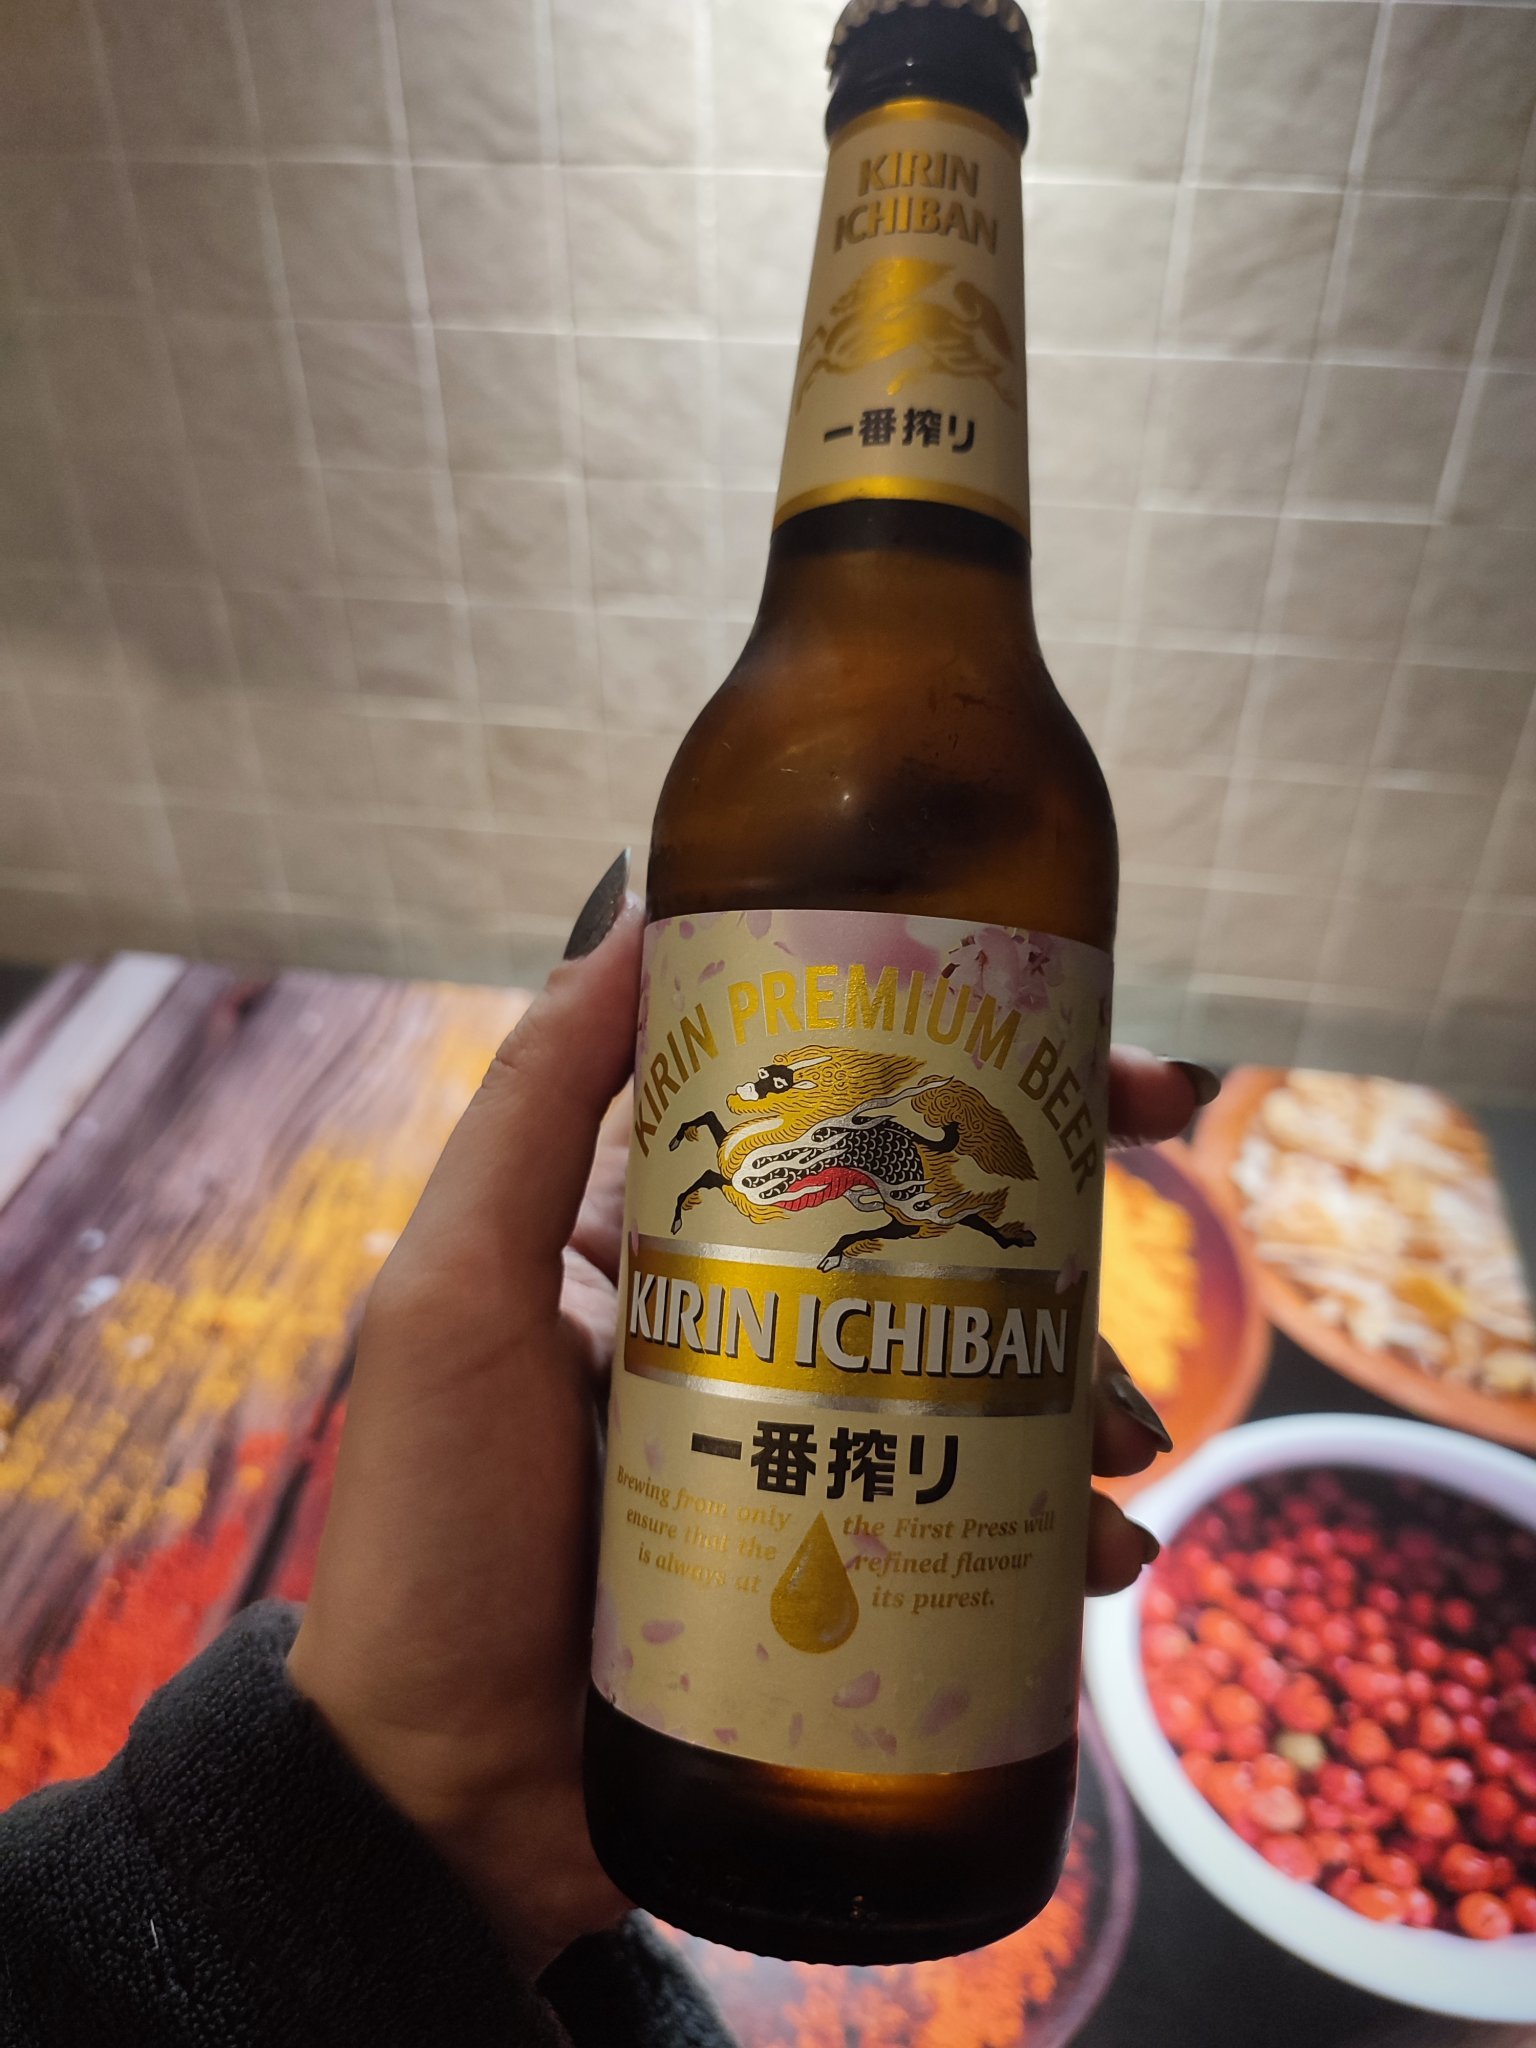 KIRIN
ICHIBAN
一番搾り
KIRIN PREMIUM BEER
KIRIN ICHIBAN
一番搾り
Brewing from only the First Press will
ensure that the refined flavour
is always at its purest.